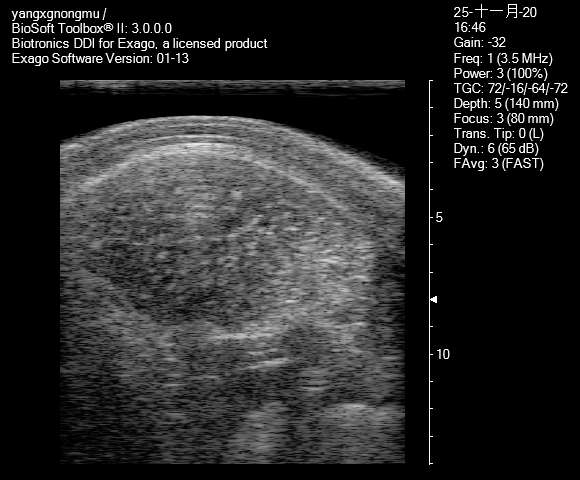 yangxgnongmu /
BioSoft Toolbox® II: 3.0.0.0
Biotronics DDI for Exago, a licensed product
Exago Software Version: 01-13
25-十一月-20
16:46
Gain: -32
Freq: 1 (3.5 MHz)
Power: 3 (100%)
TGC: 72/-16/-64/-72
Depth: 5 (140 mm)
Focus: 3 (80 mm)
Trans. Tip: 0 (L)
Dyn.: 6 (65 dB)
FAvg: 3 (FAST)
5
10